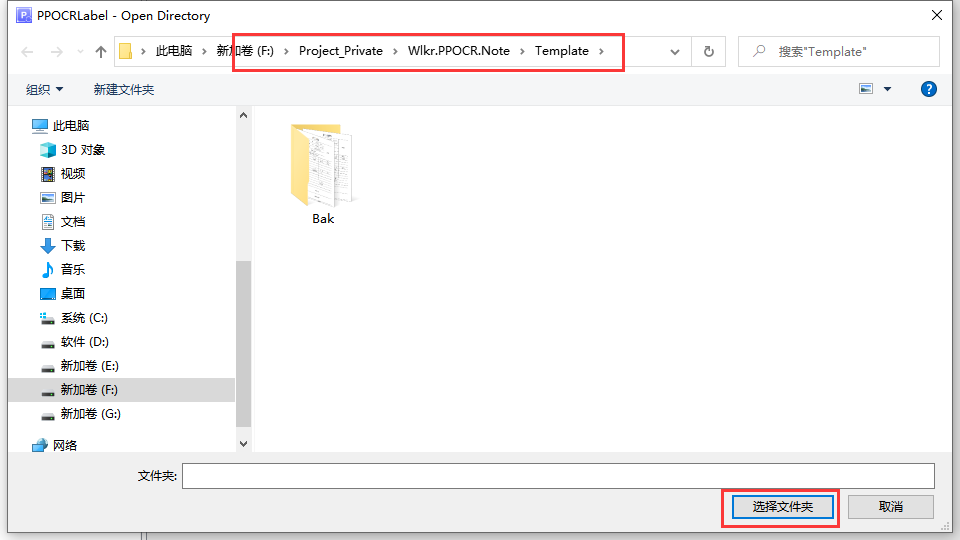 PPOCRLabel - Open Directory
此电脑 › 新加卷 (F:) › Project_Private › Wlkr.PPOCR.Note › Template ›
搜索"Template"
组织
新建文件夹
此电脑
3D 对象
视频
图片
文档
下载
音乐
桌面
系统 (C:)
软件 (D:)
新加卷 (E:)
新加卷 (F:)
新加卷 (G:)
网络
Bak
文件夹:
选择文件夹
取消